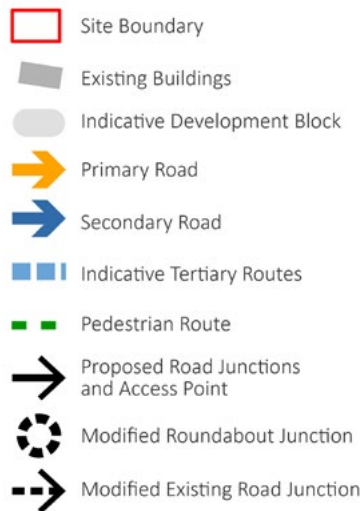 Site Boundary
Existing Buildings
Indicative Development Block
Primary Road
Secondary Road
Indicative Tertiary Routes
Pedestrian Route
Proposed Road Junctions
and Access Point
Modified Roundabout Junction
Modified Existing Road Junction